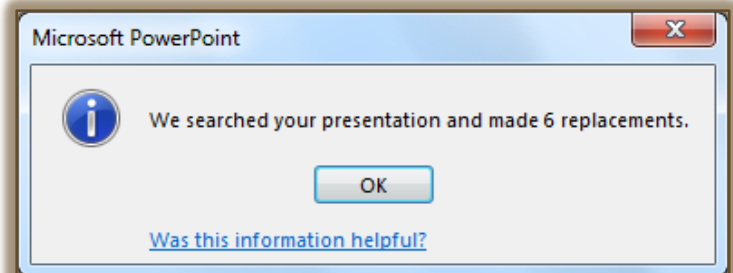 Microsoft PowerPoint
We searched your presentation and made 6 replacements.
OK
Was this information helpful?